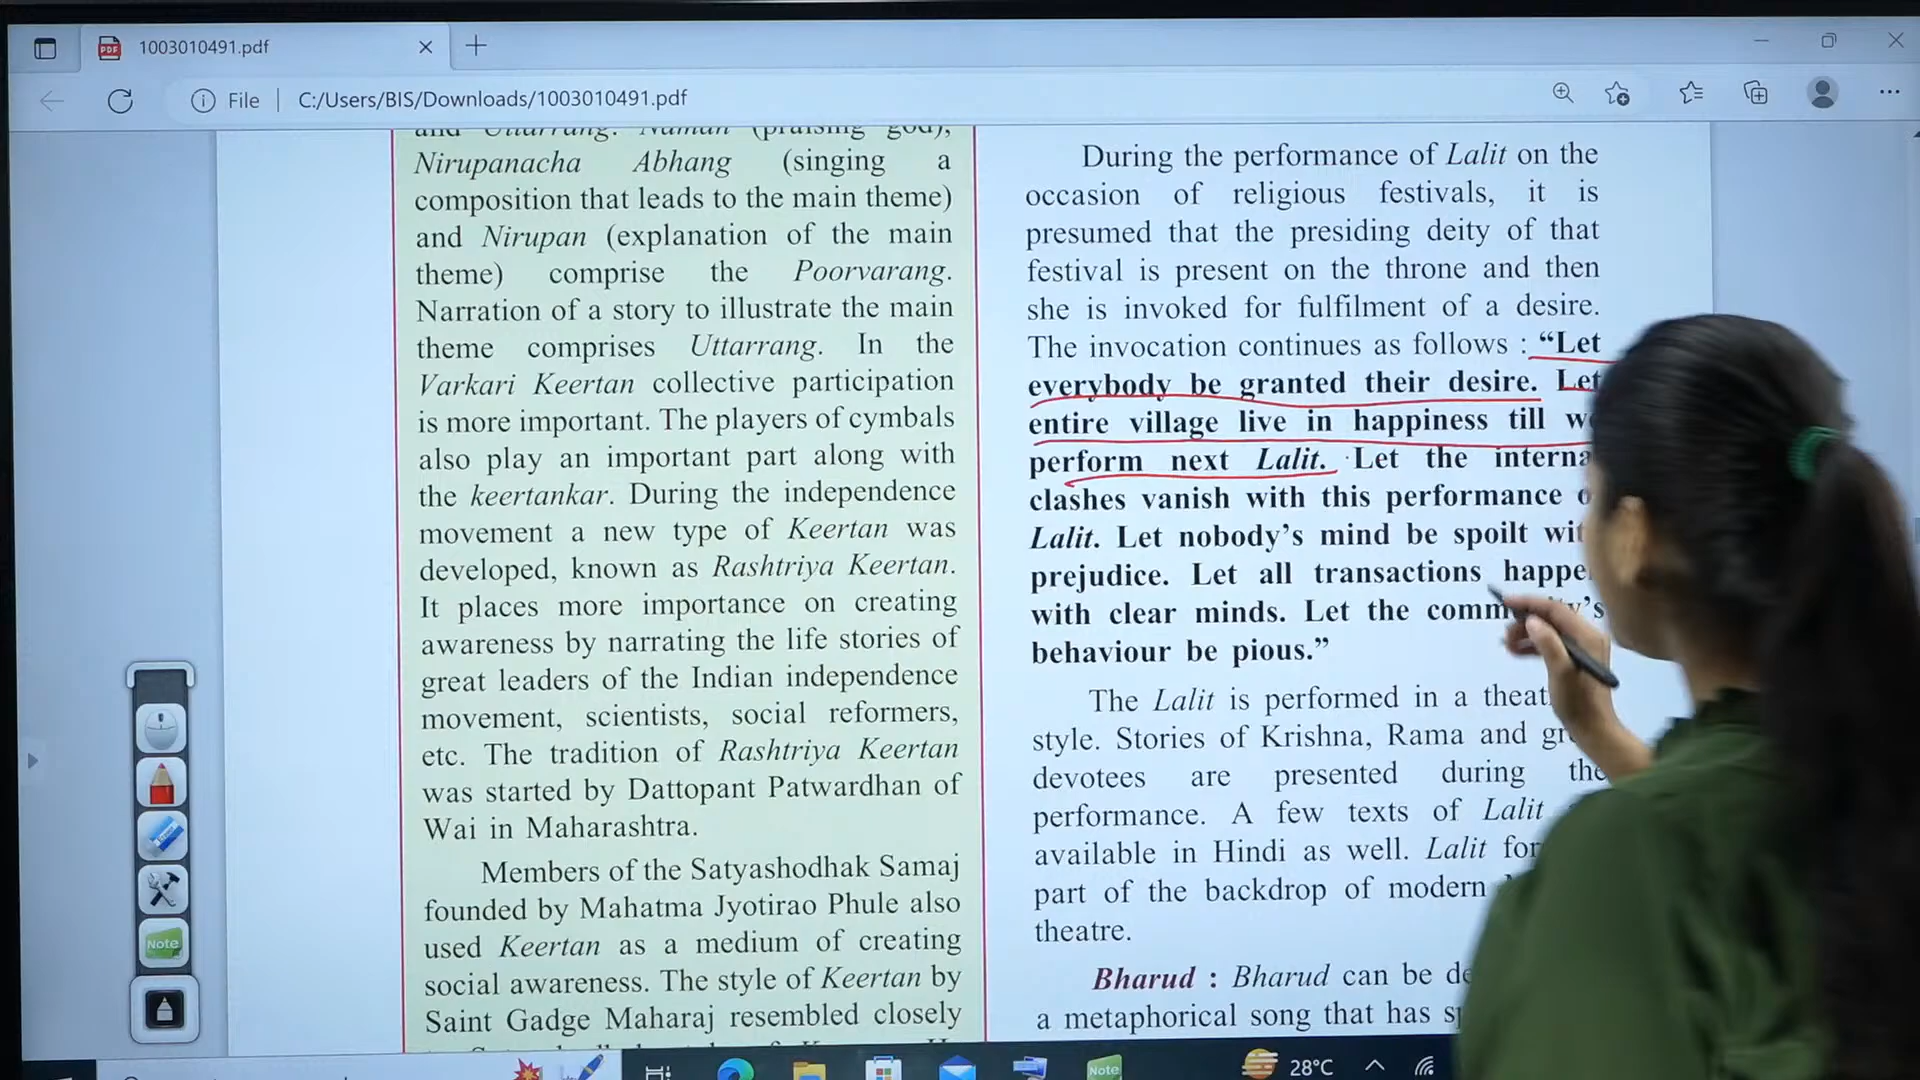 1003010491.pdf
File C:/Users/BIS/Downloads/1003010491.pdf
and Uttarrang. Naman (praising god),
Nirupanacha Abhang (singing a
composition that leads to the main theme)
and Nirupan (explanation of the main
theme) comprise the Poorvarang.
Narration of a story to illustrate the main
theme comprises Uttarrang. In the
Varkari Keertan collective participation
is more important. The players of cymbals
also play an important part along with
the keertankar. During the independence
movement a new type of Keertan was
developed, known as Rashtriya Keertan.
It places more importance on creating
awareness by narrating the life stories of
great leaders of the Indian independence
movement, scientists, social reformers,
etc. The tradition of Rashtriya Keertan
was started by Dattopant Patwardhan of
Wai in Maharashtra.
Members of the Satyashodhak Samaj
founded by Mahatma Jyotirao Phule also
used Keertan as a medium of creating
social awareness. The style of Keertan by
Saint Gadge Maharaj resembled closely
During the performance of Lalit on the
occasion of religious festivals, it is
presumed that the presiding deity of that
festival is present on the throne and then
she is invoked for fulfilment of a desire.
The invocation continues as follows : “Let
everybody be granted their desire. Let
entire village live in happiness till
perform next Lalit. Let the
clashes vanish with this performance
Lalit. Let nobody’s mind be spoilt
prejudice. Let all transactions
with clear minds. Let the
behaviour be pious.”
The Lalit is performed in a
style. Stories of Krishna, Rama and
devotees are presented during the
performance. A few texts of Lalit
available in Hindi as well. Lalit
part of the backdrop of modern
theatre.
Bharud : Bharud can be
a metaphorical song that has
Note
Note
28°C